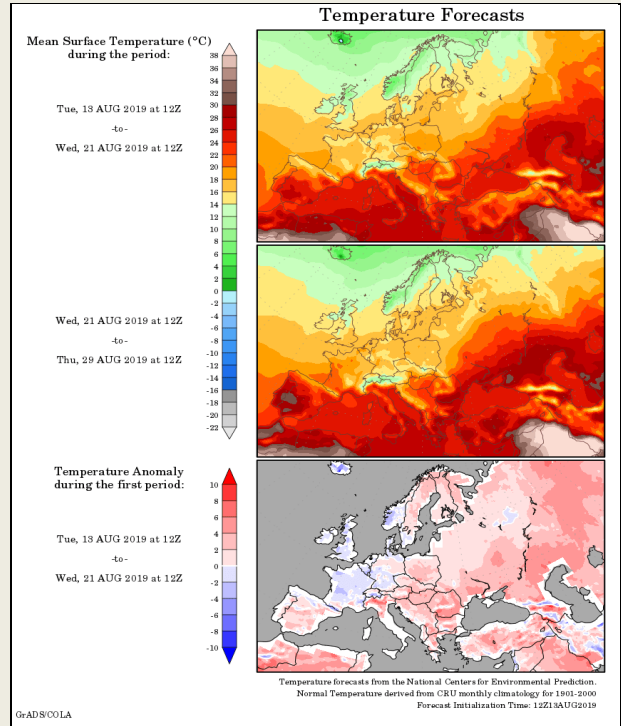 Temperature Forecasts
Mean Surface Temperature (°C)
during the period:
Tue, 13 AUG 2019 at 12Z
-to-
Wed, 21 AUG 2019 at 12Z
38
36
34
32
30
28
26
24
22
20
18
16
14
12
10
8
6
4
2
0
-2
-4
-6
-8
-10
-12
-14
-16
-18
-20
-22
Wed, 21 AUG 2019 at 12Z
-to-
Thu, 29 AUG 2019 at 12Z
Temperature Anomaly
during the first period:
Tue, 13 AUG 2019 at 12Z
-to-
Wed, 21 AUG 2019 at 12Z
10
8
6
4
2
0
-2
-4
-6
-8
-10
Temperature forecasts from the National Centers for Environmental Prediction.
Normal Temperature derived from CRU monthly climatology for 1901-2000
Forecast Initialization Time: 12Z13AUG2019
GrADS/COLA